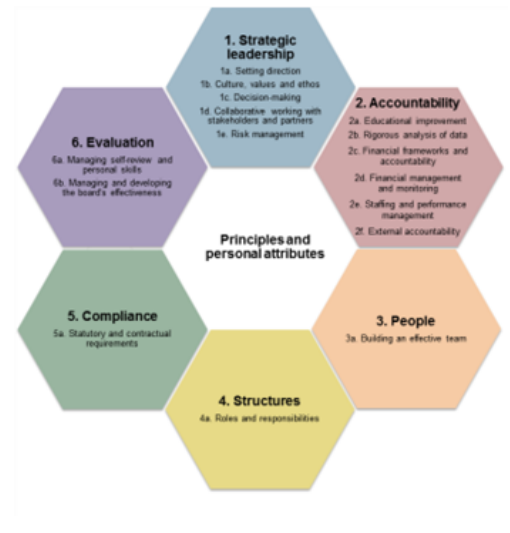 1. Strategic
leadership
1a. Setting direction
1b. Culture, values and ethos
1c. Decision-making
1d. Collaborative working with
stakeholders and partners
1e. Risk management
2. Accountability
2a. Educational improvement
2b. Rigorous analysis of data
2c. Financial frameworks and
accountability
2d. Financial management
and monitoring
2e. Staffing and performance
management
2f. External accountability
3. People
3a. Building an effective team
4. Structures
4a. Roles and responsibilities
5. Compliance
5a. Statutory and contractual
requirements
6. Evaluation
6a. Managing self-review and
personal skills
6b. Managing and developing
the board's effectiveness
Principles and
personal attributes